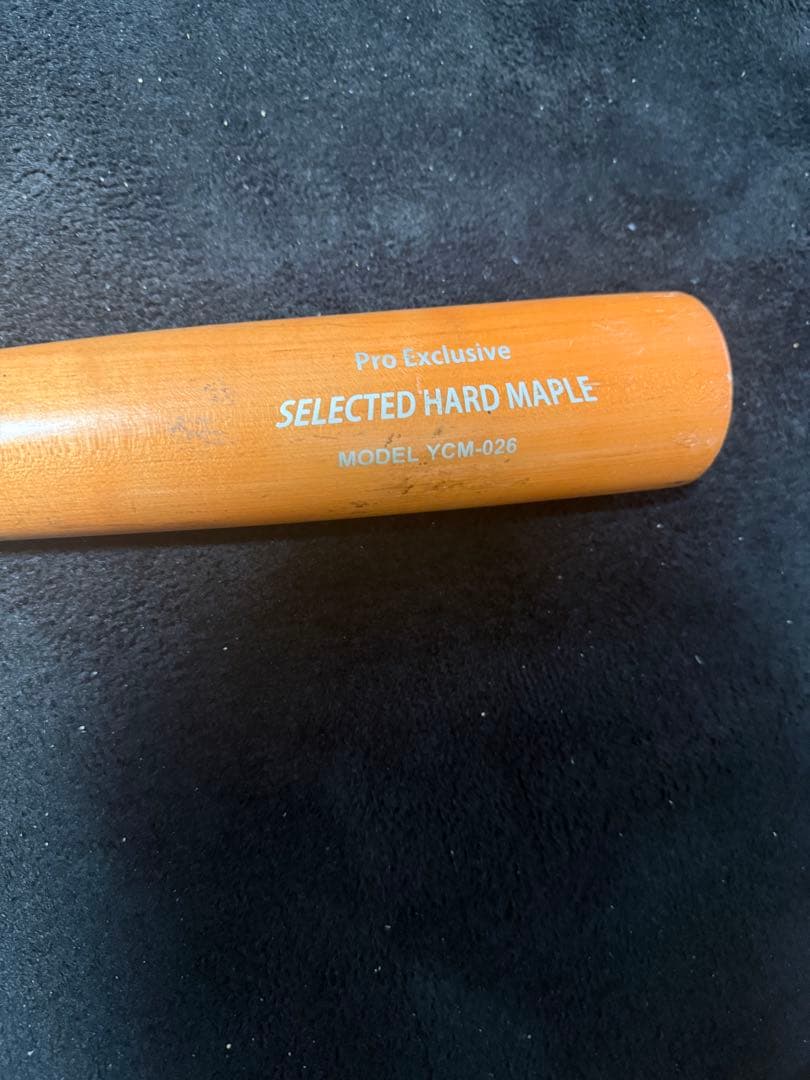 Pro Exclusive
SELECTED HARD MAPLE
MODEL YCM-026